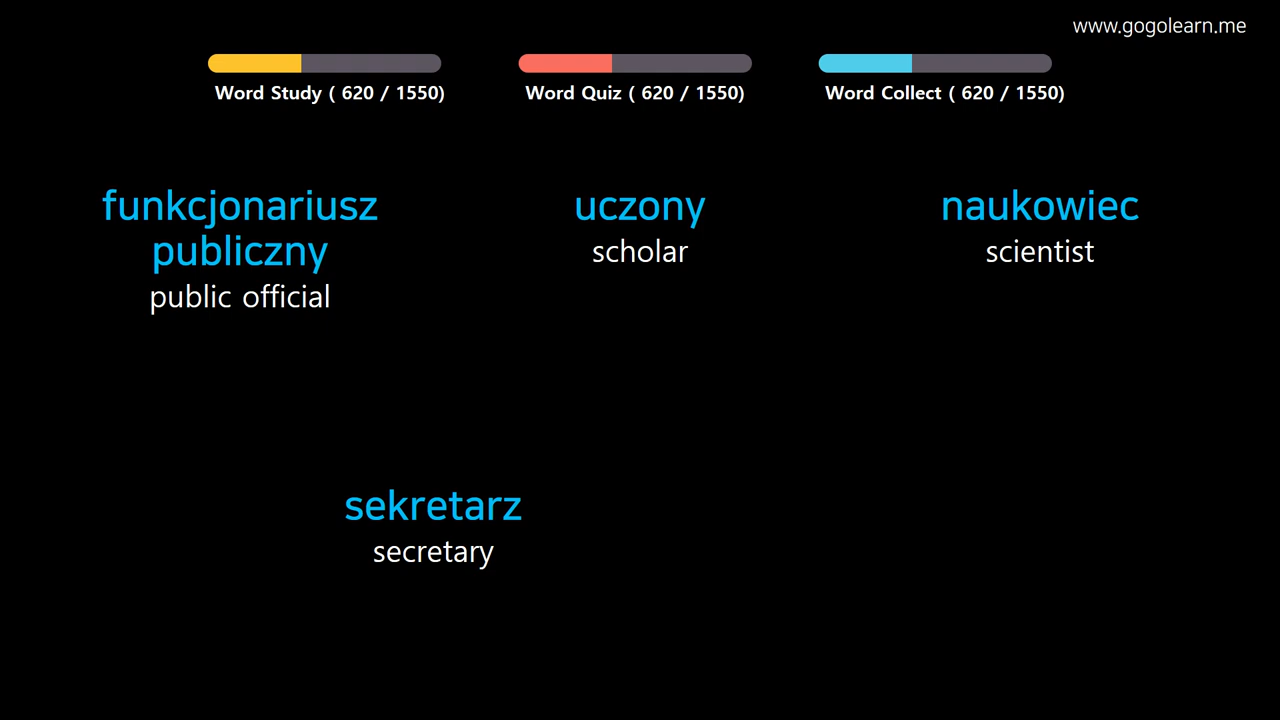 www.gogolearn.me
Word Study ( 620 / 1550)
Word Quiz ( 620 / 1550)
Word Collect ( 620 / 1550)
funkcjonariusz
publiczny
public official
uczony
scholar
naukowiec
scientist
sekretarz
secretary